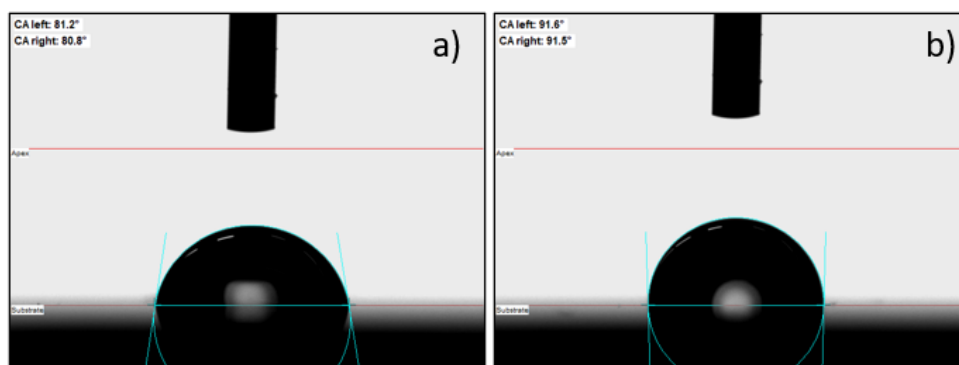 CA left: 81.2°
CA right: 80.8°
a)
Apex
Substrate
CA left: 91.6°
CA right: 91.5°
b)
Apex
Substrate